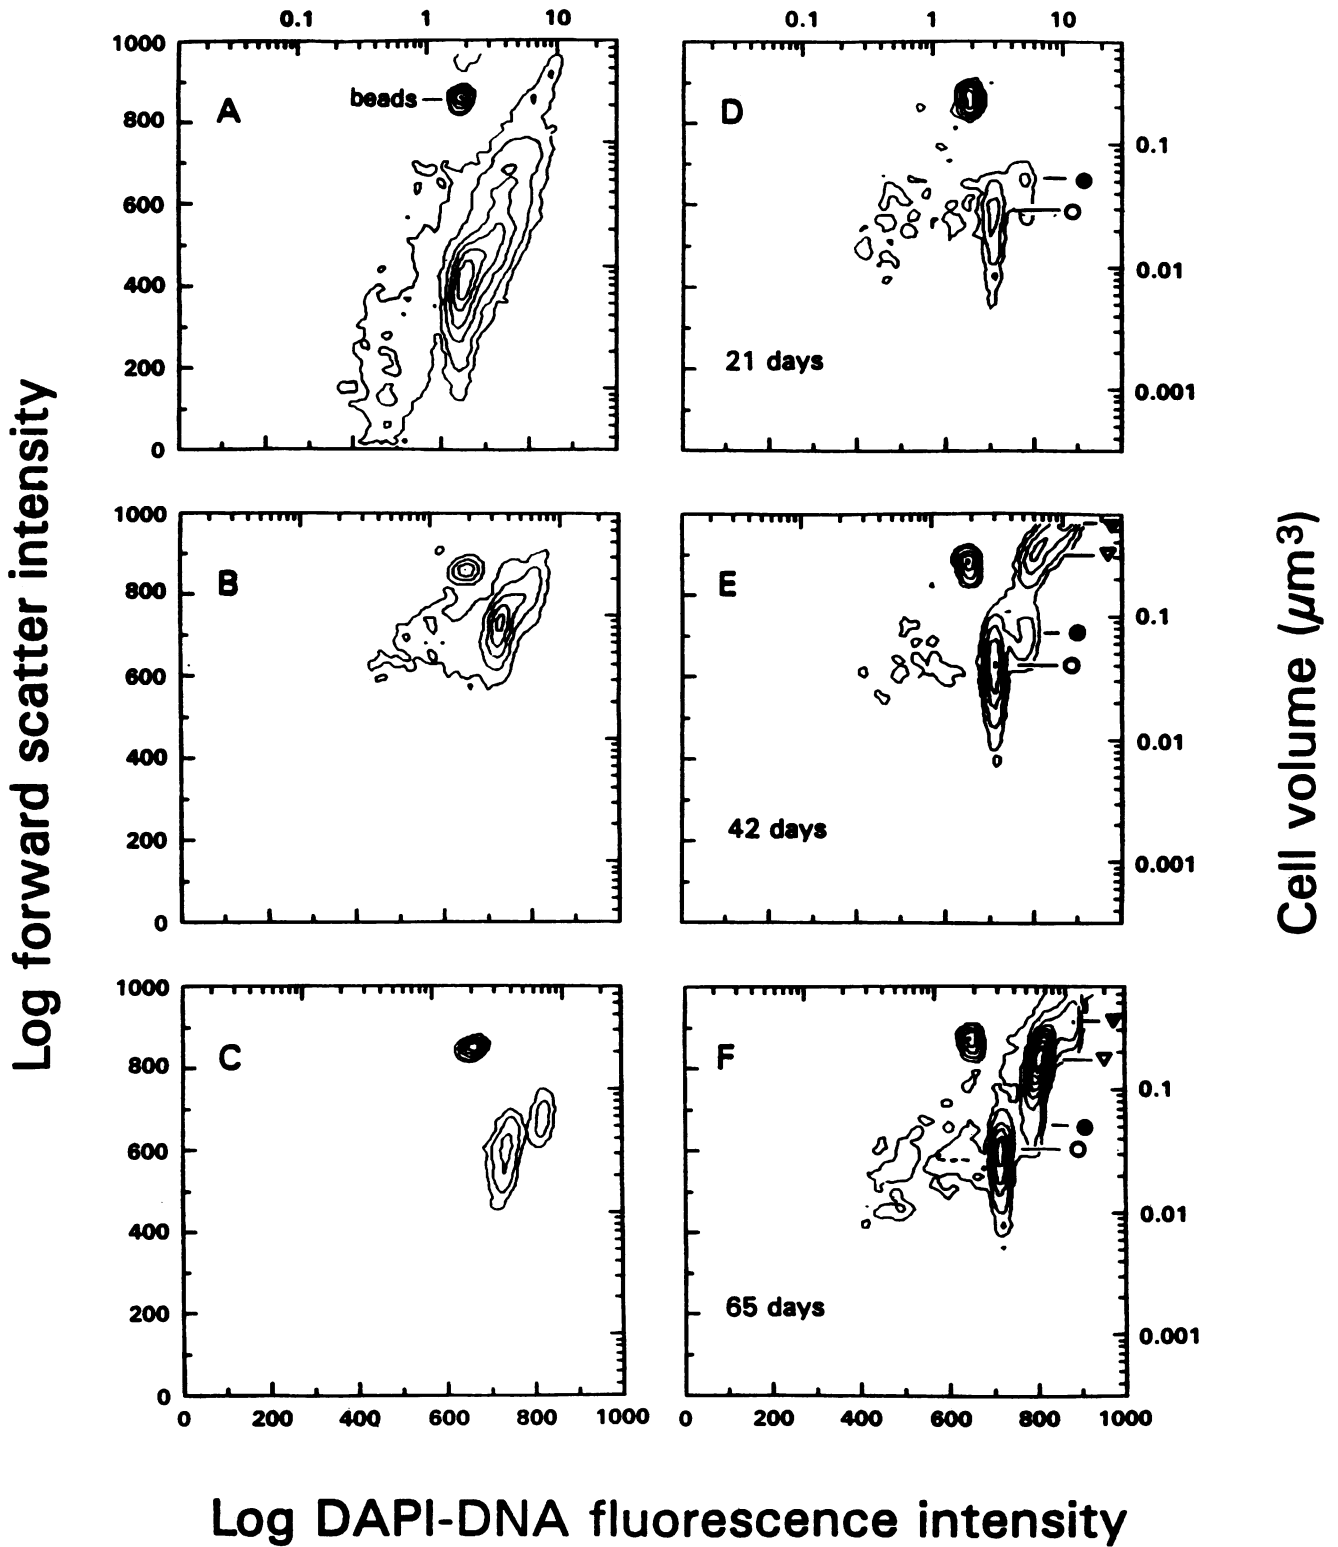 0.1 1 10
0.1 1 10
1000
800
600
400
200
0
A
beads
D
21 days
0.1
0.01
0.001
1000
800
600
400
200
0
B
E
42 days
0.1
0.01
0.001
1000
800
600
400
200
0
C
F
65 days
0.1
0.01
0.001
0 200 400 600 800 1000
0 200 400 600 800 1000
Log forward scatter intensity
Cell volume (μm³)
Log DAPI-DNA fluorescence intensity